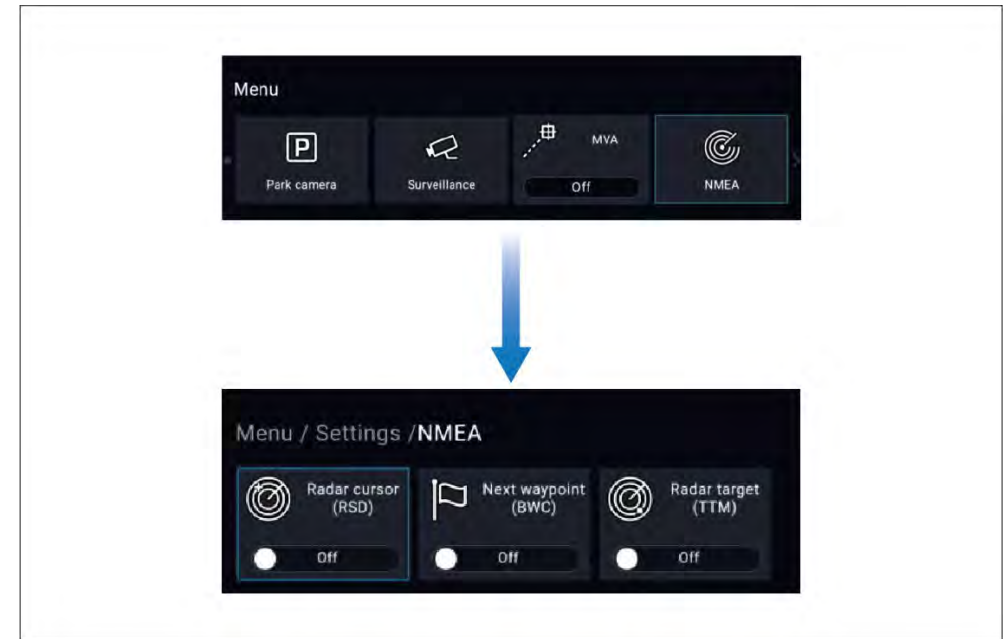 Menu
P
Park camera
Surveillance
MVA
Off
NMEA
Menu / Settings /NMEA
Radar cursor
(RSD)
Off
Next waypoint
(BWC)
Off
Radar target
(TTM)
Off